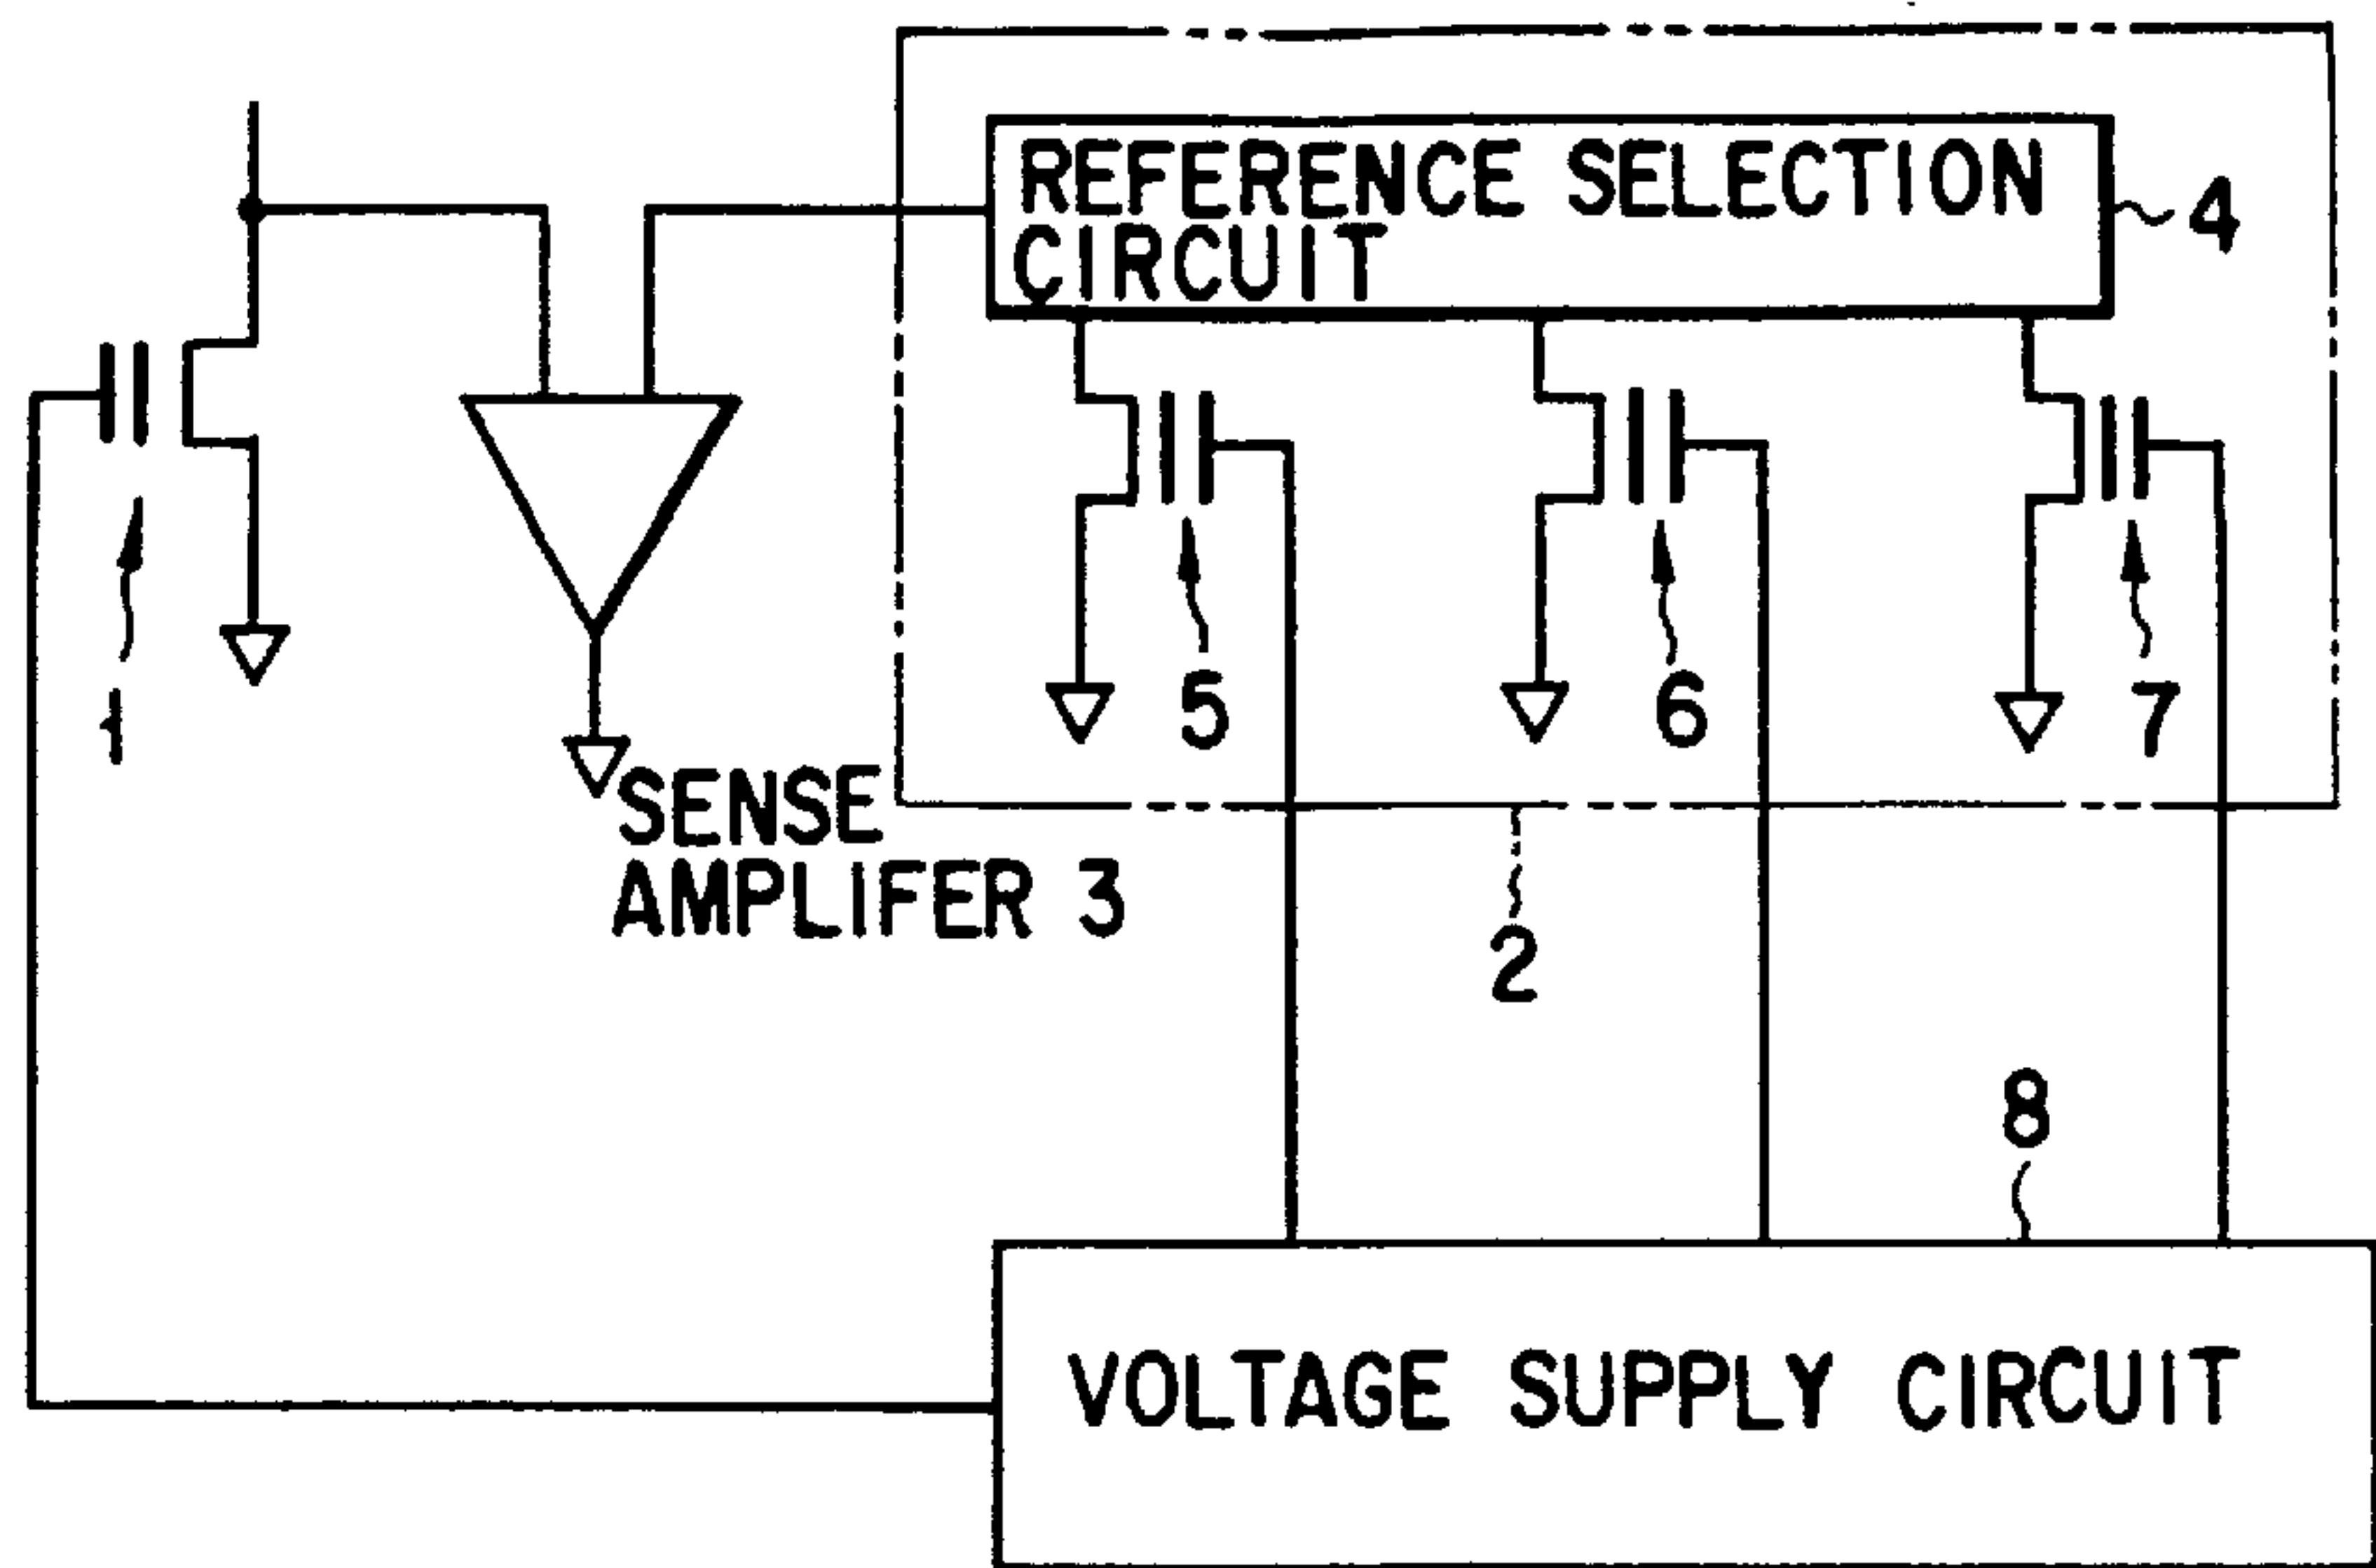 REFERENCE SELECTION
CIRCUIT
4
1
5
6
7
SENSE
AMPLIFER 3
2
8
VOLTAGE SUPPLY CIRCUIT